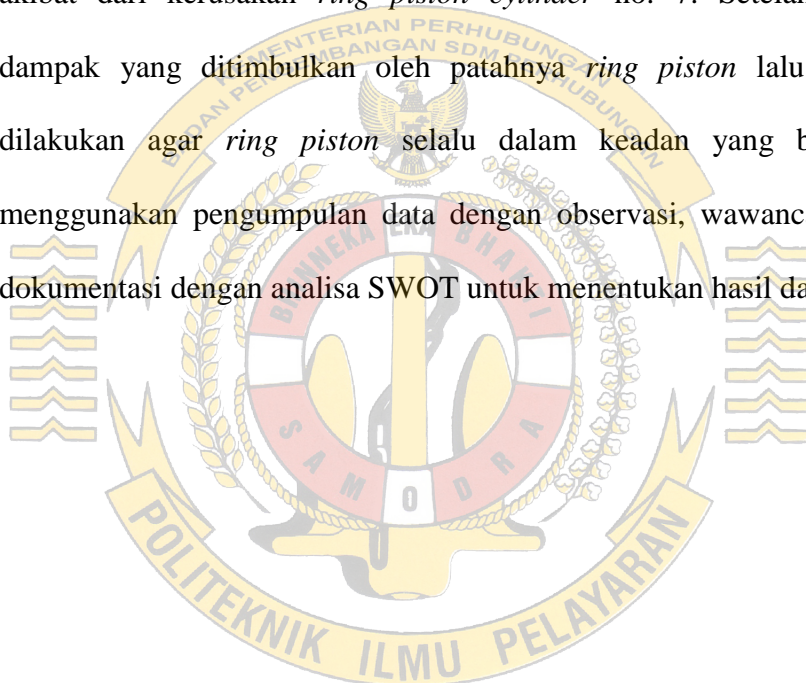 akibat dari kerusakan ring piston cylinder no. 7. Setelah
dampak yang ditimbulkan oleh patahnya ring piston lalu
dilakukan agar ring piston selalu dalam keadan yang b
menggunakan pengumpulan data dengan observasi, wawanc
dokumentasi dengan analisa SWOT untuk menentukan hasil da
KEMENTERIAN PERHUBUNGAN
BADAN PENGEMBANGAN SDM PERHUBUNGAN
BHINNEKA EKA BHAKTI
SAMODRA
POLITEKNIK ILMU PELAYARAN